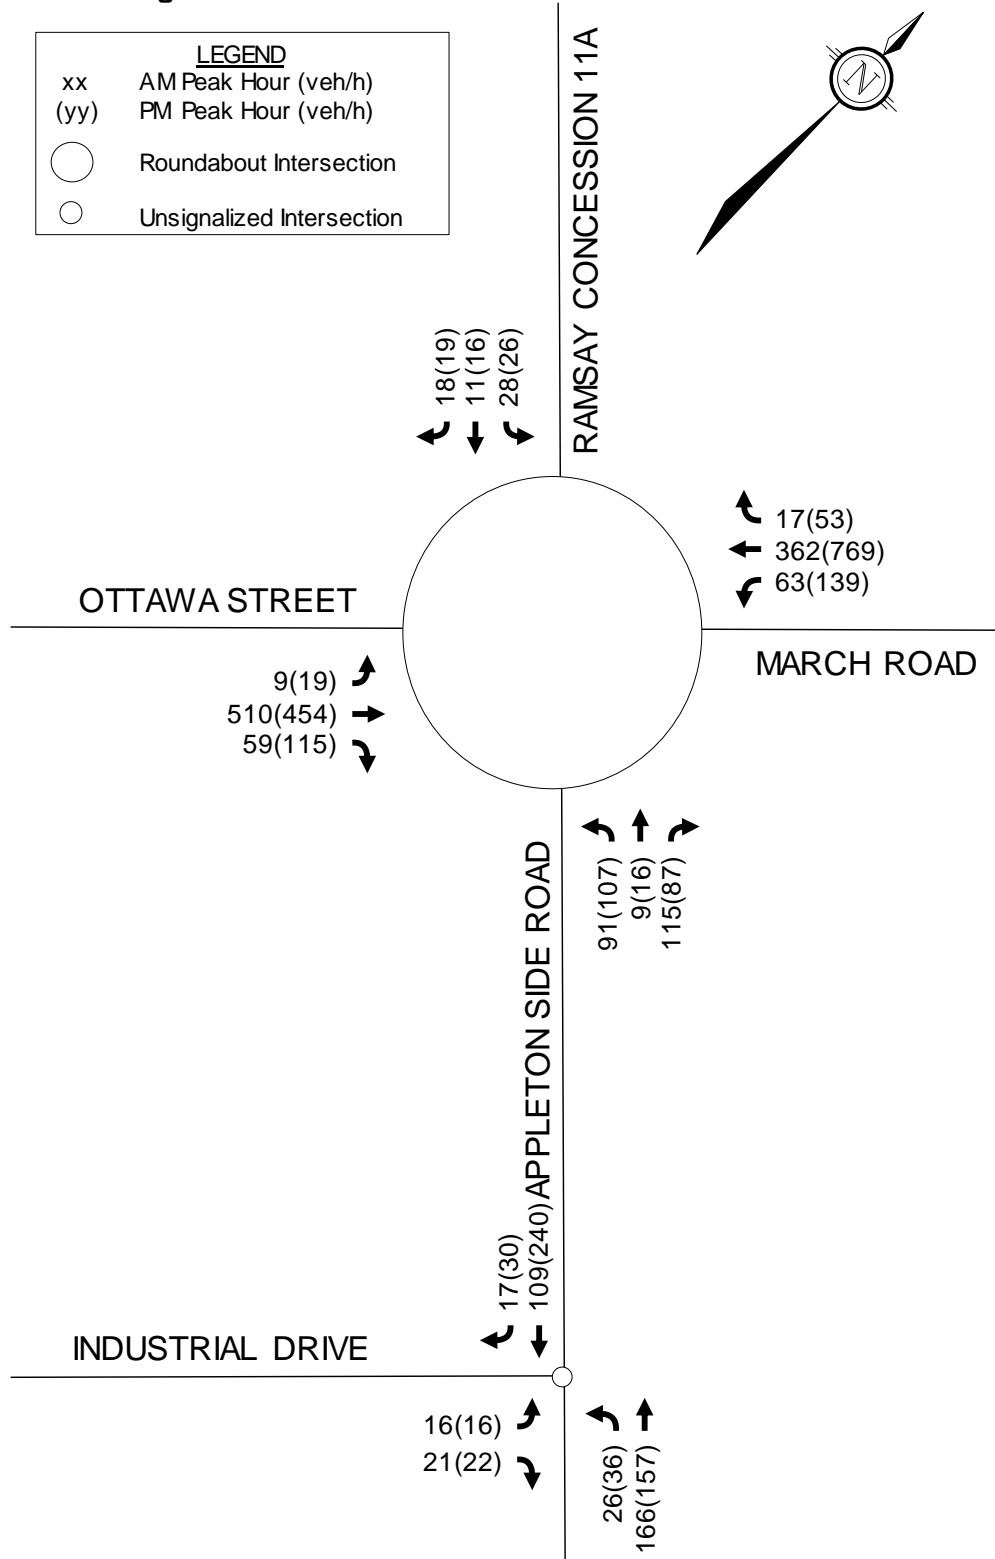 LEGEND
xx AM Peak Hour (veh/h)
(yy) PM Peak Hour (veh/h)
Roundabout Intersection
Unsignalized Intersection
N
RAMSAY CONCESSION 11A
18(19)
11(16)
28(26)
17(53)
362(769)
63(139)
OTTAWA STREET
MARCH ROAD
9(19)
510(454)
59(115)
91(107)
9(16)
115(87)
APPLETON SIDE ROAD
17(30)
109(240)
INDUSTRIAL DRIVE
16(16)
21(22)
26(36)
166(157)